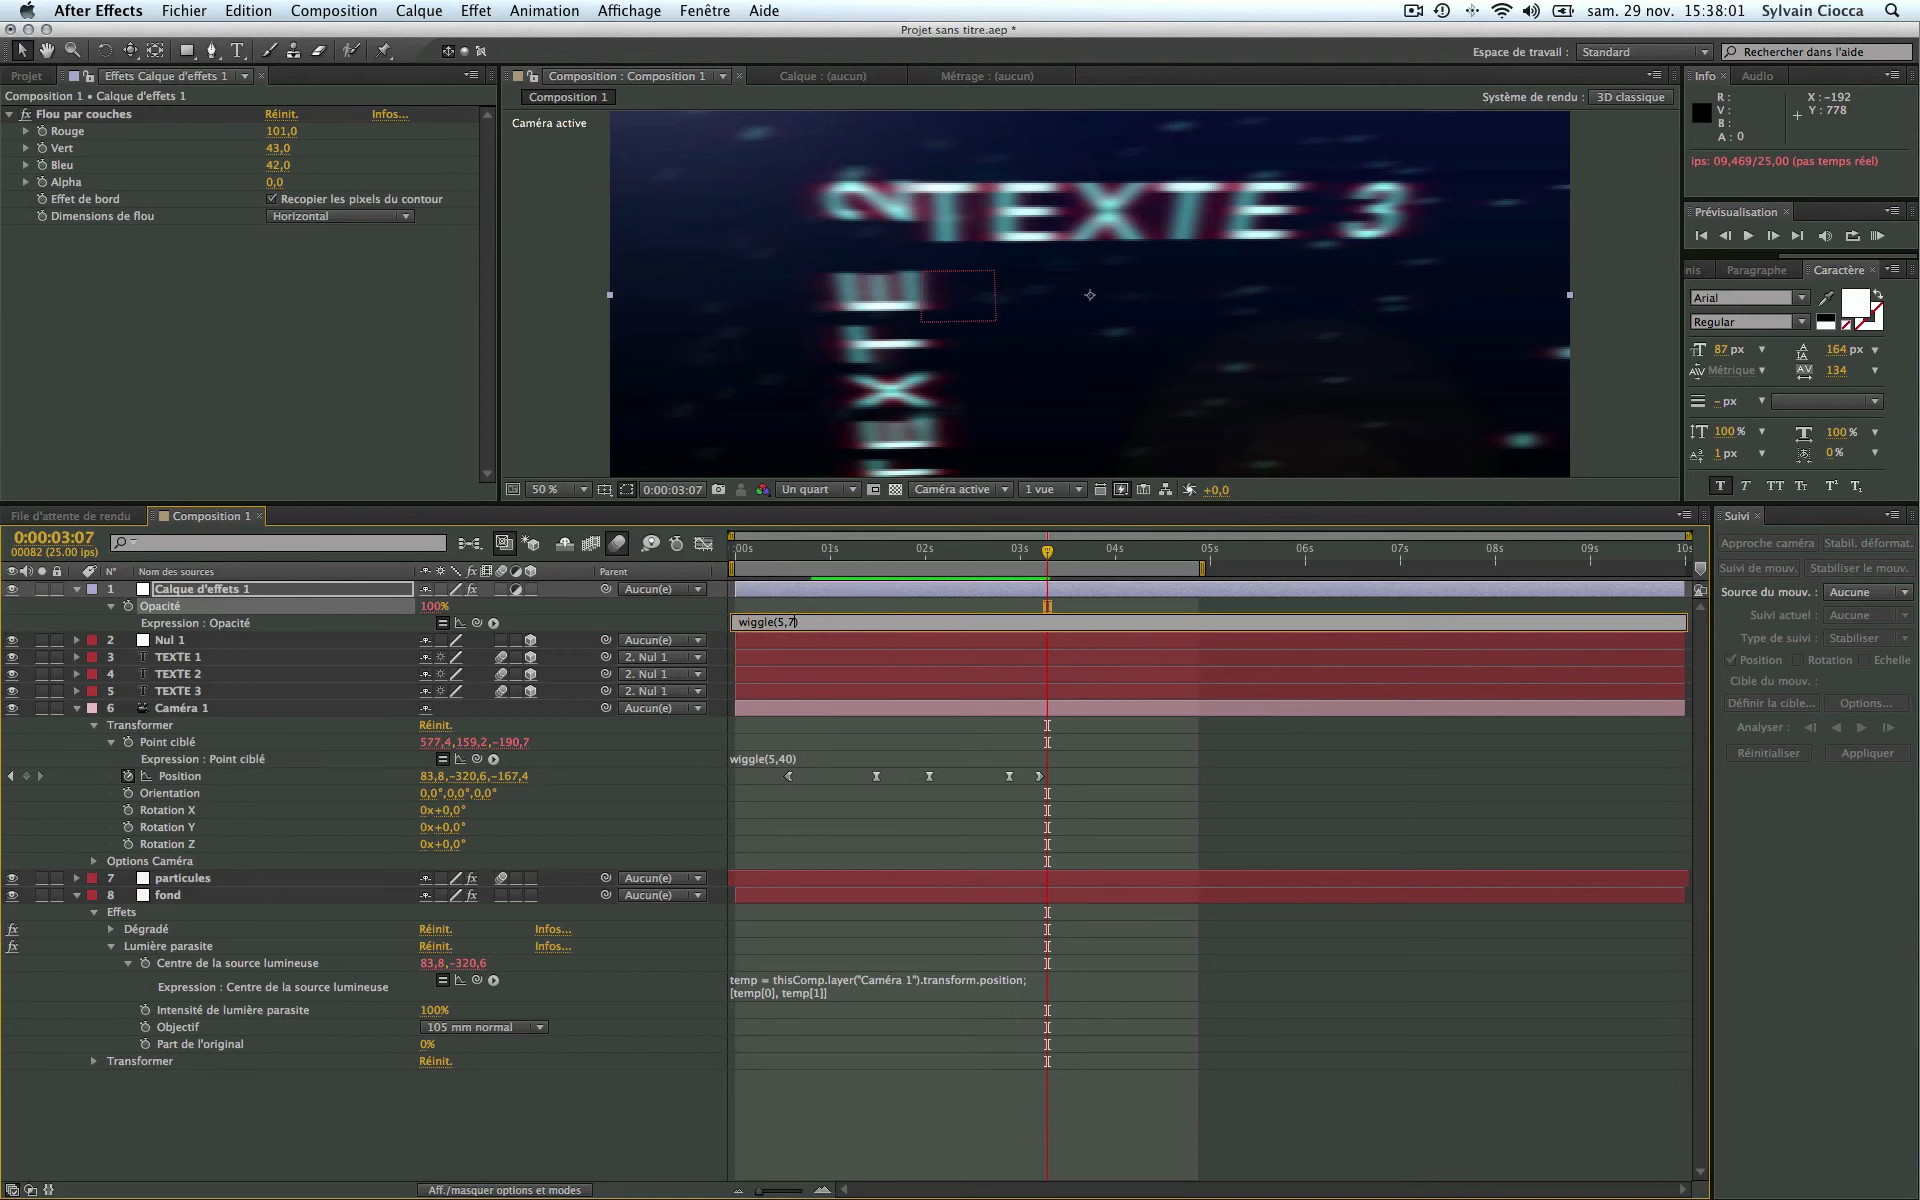 After Effects Fichier Edition Composition Calque Effet Animation Affichage Fenêtre Aide sam. 29 nov. 15:38:01 Sylvain Ciocca
Projet sans titre.aep *
Espace de travail : Standard Rechercher dans l'aide
Projet Effets Calque d'effets 1 Composition : Composition 1 Calque : (aucun) Métrage : (aucun) Info Audio
Composition 1 • Calque d'effets 1 Composition 1 Système de rendu : 3D classique
fx Flou par couches Réinit. Infos...
Rouge 101,0
Vert 43,0
Bleu 42,0
Alpha 0,0
Effet de bord Recopier les pixels du contour
Dimensions de flou Horizontal
Caméra active
2 TEXTE 3
TEXTE
R :
V :
B :
A : 0
X : -192
Y : 778
ips: 09,469/25,00 (pas temps réel)
Prévisualisation
Paragraphe Caractère
Arial
Regular
87 px 164 px
Métrique 134
- px
100 % 100 %
1 px 0 %
T T TT Tт T¹ T₁
50 % 0:00:03:07 Un quart Caméra active 1 vue +0,0
File d'attente de rendu Composition 1
0:00:03:07
00082 (25.00 ips)
:00s 01s 02s 03s 04s 05s 06s 07s 08s 09s 10s
N° Nom des sources fx Parent
1 Calque d'effets 1 fx Aucun(e)
Opacité 100%
Expression : Opacité wiggle(5,7)
2 Nul 1 Aucun(e)
3 T TEXTE 1 2. Nul 1
4 T TEXTE 2 2. Nul 1
5 T TEXTE 3 2. Nul 1
6 Caméra 1 Aucun(e)
Transformer Réinit.
Point ciblé 577,4,159,2,-190,7
Expression : Point ciblé wiggle(5,40)
Position 83,8,-320,6,-167,4
Orientation 0,0°,0,0°,0,0°
Rotation X 0x+0,0°
Rotation Y 0x+0,0°
Rotation Z 0x+0,0°
Options Caméra
7 particules fx Aucun(e)
8 fond fx Aucun(e)
Effets
fx Dégradé Réinit. Infos...
fx Lumière parasite Réinit. Infos...
Centre de la source lumineuse 83,8,-320,6
Expression : Centre de la source lumineuse
temp = thisComp.layer("Caméra 1").transform.position;
[temp[0], temp[1]]
Intensité de lumière parasite 100%
Objectif 105 mm normal
Part de l'original 0%
Transformer Réinit.
Aff./masquer options et modes
Suivi
Approche caméra Stabil. déformat.
Suivi de mouv. Stabiliser le mouv.
Source du mouv. : Aucune
Suivi actuel : Aucune
Type de suivi : Stabiliser
Position Rotation Echelle
Cible du mouv. :
Définir la cible... Options...
Analyser :
Réinitialiser Appliquer